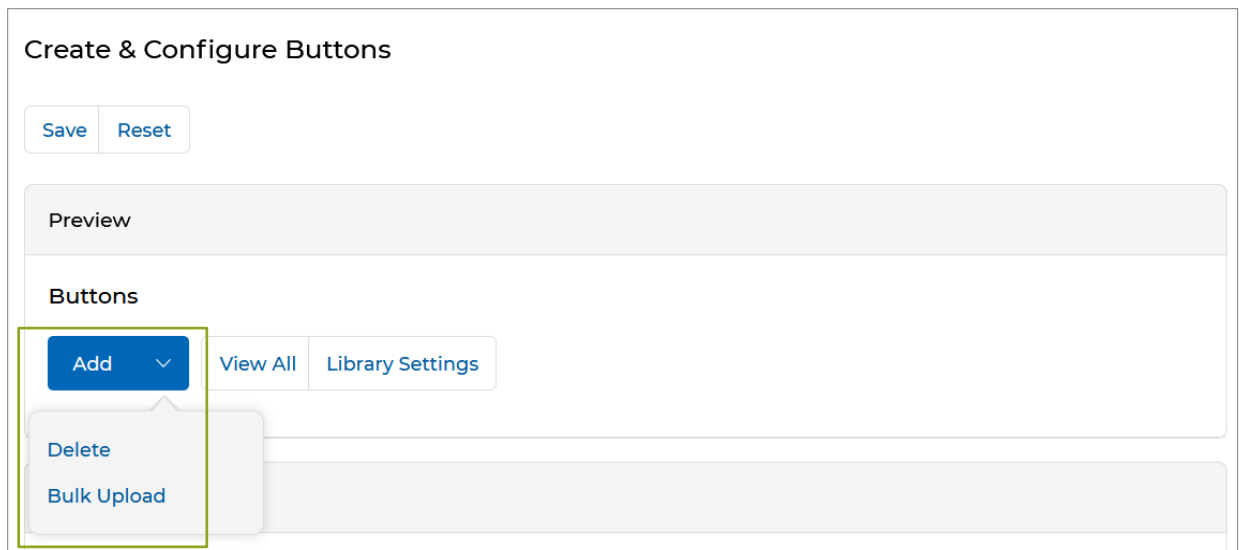 Create & Configure Buttons
Save Reset
Preview
Buttons
Add View All Library Settings
Delete
Bulk Upload